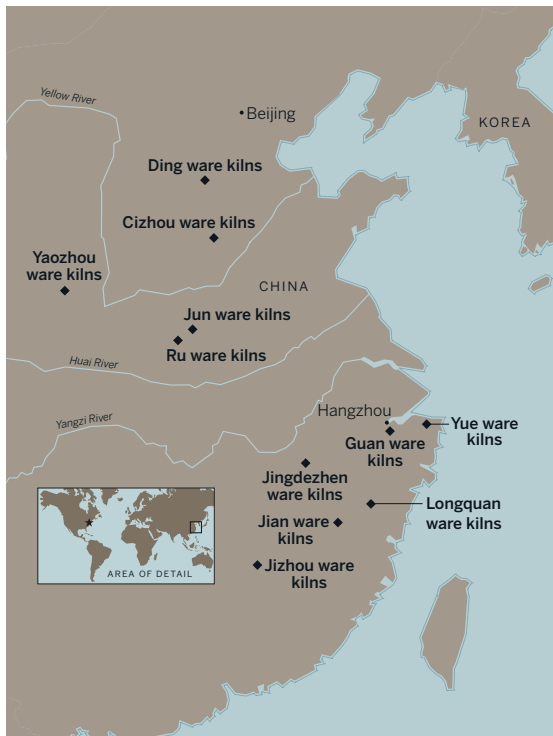 Yellow River
Beijing
KOREA
Ding ware kilns
Cizhou ware kilns
Yaozhou
ware kilns
CHINA
Jun ware kilns
Ru ware kilns
Huai River
Yangzi River
Hangzhou
Yue ware
kilns
Guan ware
kilns
Jingdezhen
ware kilns
Longquan
ware kilns
Jian ware
kilns
Jizhou ware
kilns
AREA OF DETAIL